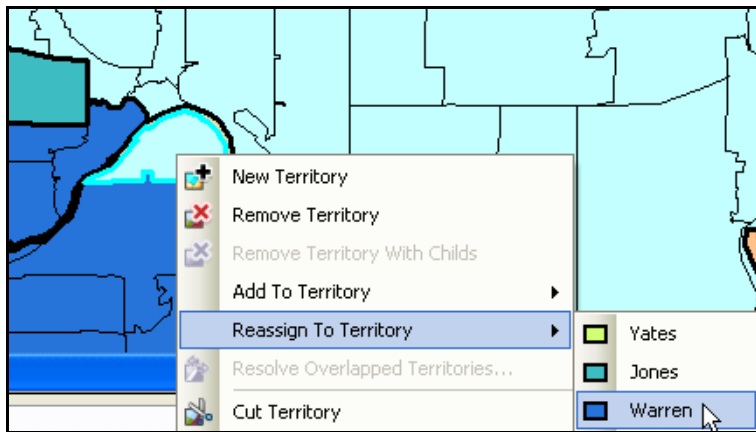 New Territory
Remove Territory
Remove Territory With Childs
Add To Territory
Reassign To Territory
Yates
Resolve Overlapped Territories...
Jones
Cut Territory
Warren